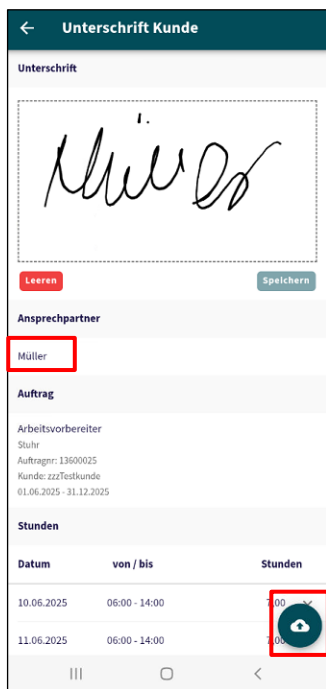 Unterschrift Kunde
Unterschrift
Müller
Leeren
Speichern
Ansprechpartner
Müller
Auftrag
Arbeitsvorbereiter
Stuhr
Auftragnr: 13600025
Kunde: zzzTestkunde
01.06.2025 - 31.12.2025
Stunden
Datum von / bis Stunden
10.06.2025 06:00 - 14:00 7,00
11.06.2025 06:00 - 14:00